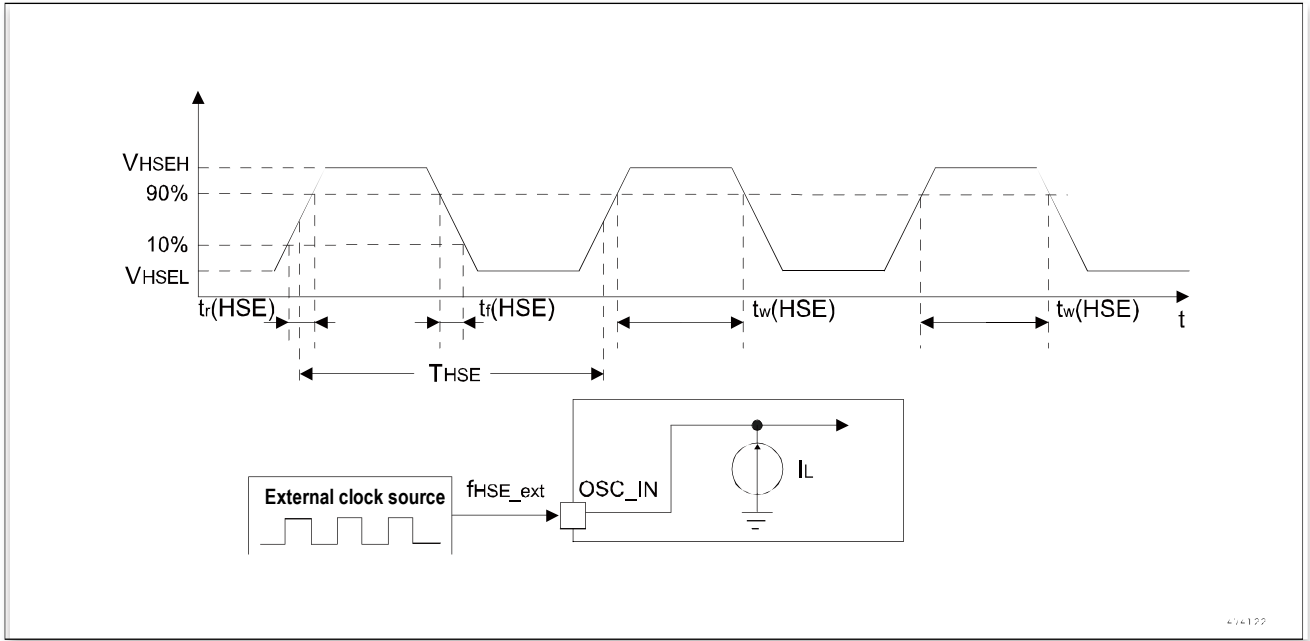 VHSEH
90%
10%
VHSEL
tr(HSE)
tf(HSE)
tw(HSE)
tw(HSE)
t
THSE
External clock source
fHSE_ext
OSC_IN
IL